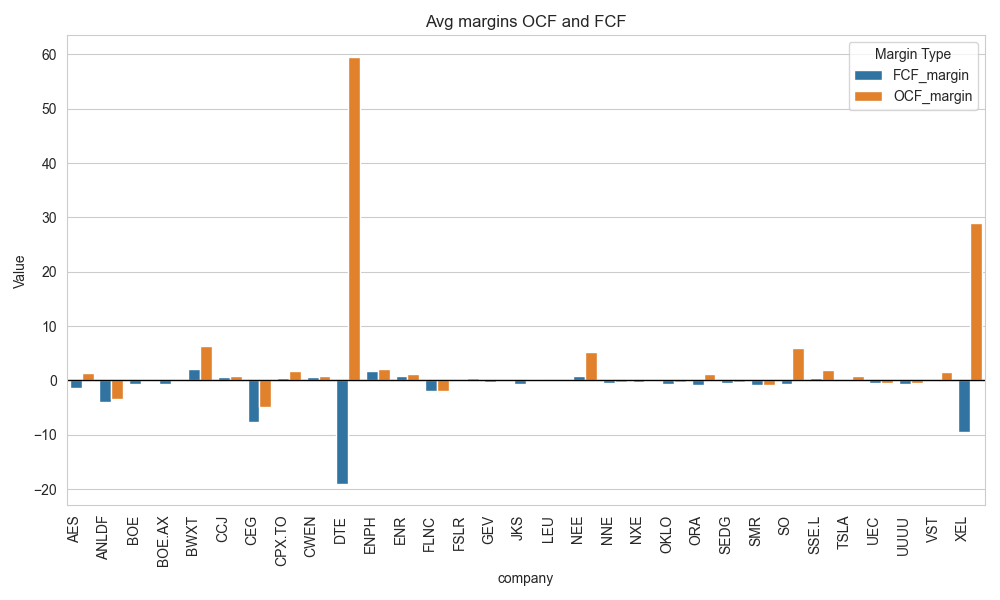 Avg margins OCF and FCF
Margin Type
FCF_margin
OCF_margin
Value
60
50
40
30
20
10
0
−10
−20
AES
ANLDF
BOE
BOE.AX
BWXT
CCJ
CEG
CPX.TO
CWEN
DTE
ENPH
ENR
FLNC
FSLR
GEV
JKS
LEU
NEE
NNE
NXE
OKLO
ORA
SEDG
SMR
SO
SSE.L
TSLA
UEC
UUUU
VST
XEL
company